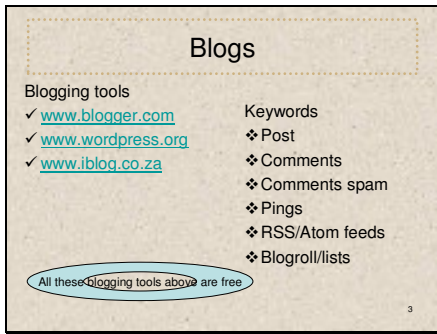 Blogs
Blogging tools
✓ www.blogger.com
✓ www.wordpress.org
✓ www.iblog.co.za
Keywords
❖ Post
❖ Comments
❖ Comments spam
❖ Pings
❖ RSS/Atom feeds
❖ Blogroll/lists
All these blogging tools above are free
3